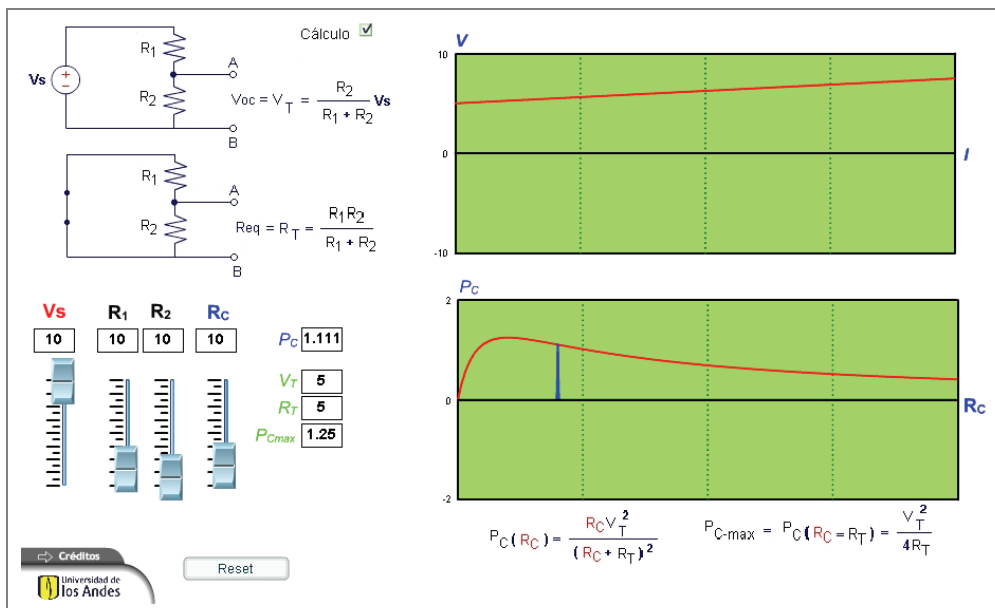 Cálculo ✓
R1
A
Vs
R2
Voc = VT = R2 / (R1 + R2) Vs
B
R1
A
R2
Req = RT = R1R2 / (R1 + R2)
B
Vs R1 R2 RC
10 10 10 10
PC 1.111
VT 5
RT 5
PCmax 1.25
V
10
0
I
-10
PC
2
0
RC
-2
PC(RC) = RC VT² / (RC + RT)²
PC-max = PC(RC = RT) = VT² / 4RT
Créditos
Universidad de
los Andes
Reset